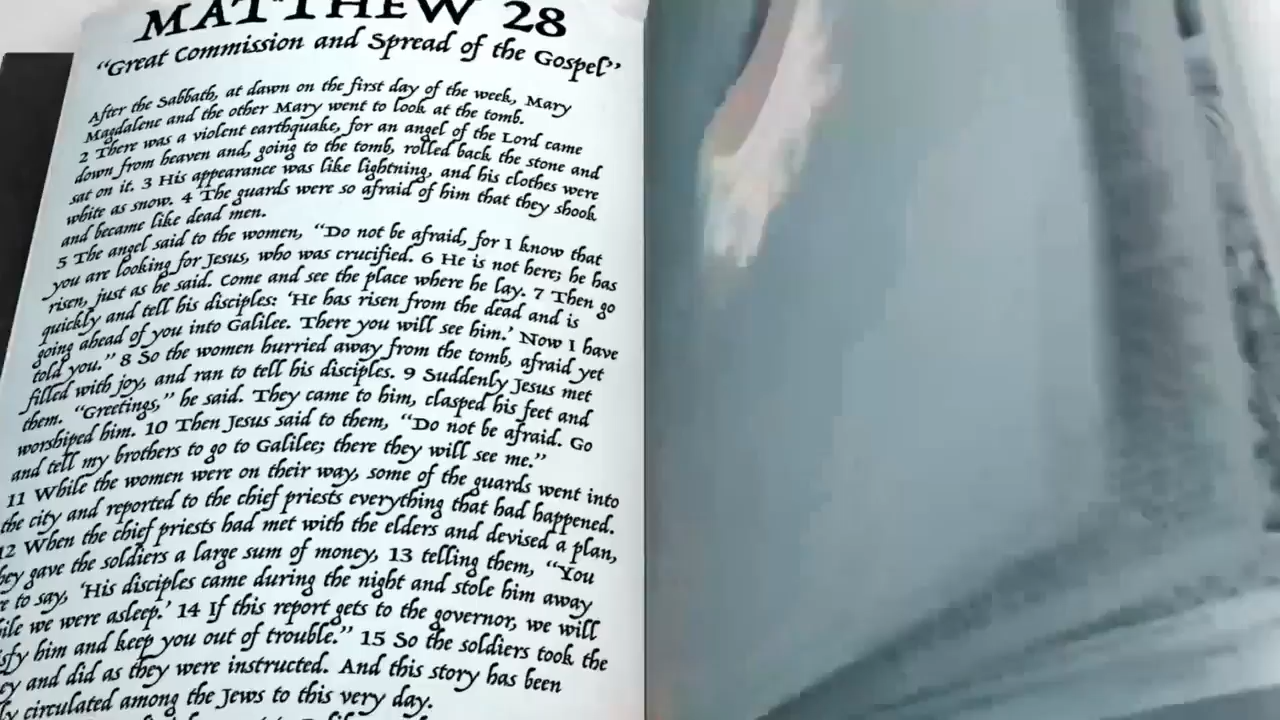 MATTHEW 28
“Great Commission and Spread of the Gospel”
After the Sabbath, at dawn on the first day of the week, Mary
Magdalene and the other Mary went to look at the tomb.
2 There was a violent earthquake, for an angel of the Lord came
down from heaven and, going to the tomb, rolled back the stone and
sat on it. 3 His appearance was like lightning, and his clothes were
white as snow. 4 The guards were so afraid of him that they shook
and became like dead men.
5 The angel said to the women, “Do not be afraid, for I know that
you are looking for Jesus, who was crucified. 6 He is not here; he has
risen, just as he said. Come and see the place where he lay. 7 Then go
quickly and tell his disciples: ‘He has risen from the dead and is
going ahead of you into Galilee. There you will see him.’ Now I have
told you.” 8 So the women hurried away from the tomb, afraid yet
filled with joy, and ran to tell his disciples. 9 Suddenly Jesus met
them. “Greetings,” he said. They came to him, clasped his feet and
worshiped him. 10 Then Jesus said to them, “Do not be afraid. Go
and tell my brothers to go to Galilee; there they will see me.”
11 While the women were on their way, some of the guards went into
the city and reported to the chief priests everything that had happened.
12 When the chief priests had met with the elders and devised a plan,
hey gave the soldiers a large sum of money, 13 telling them, “You
re to say, ‘His disciples came during the night and stole him away
ile we were asleep.’ 14 If this report gets to the governor, we will
sfy him and keep you out of trouble.” 15 So the soldiers took the
ey and did as they were instructed. And this story has been
ly circulated among the Jews to this very day.